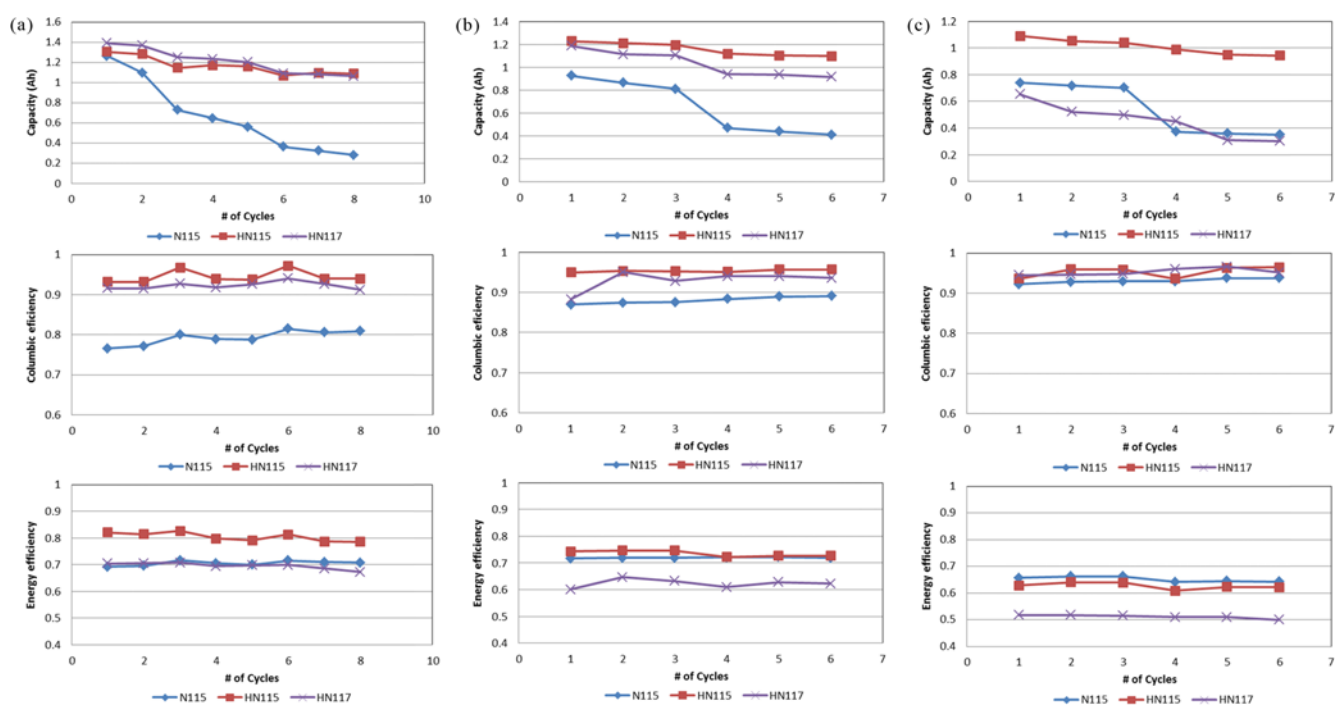 (a)
Capacity (Ah)
1.6
1.4
1.2
1
0.8
0.6
0.4
0.2
0
0 2 4 6 8 10
# of Cycles
N115 HN115 HN117
(b)
Capacity (Ah)
1.4
1.2
1
0.8
0.6
0.4
0.2
0
0 1 2 3 4 5 6 7
# of Cycles
N115 HN115 HN117
(c)
Capacity (Ah)
1.2
1
0.8
0.6
0.4
0.2
0
0 1 2 3 4 5 6 7
# of Cycles
N115 HN115 HN117
Columbic eficiency
1
0.9
0.8
0.7
0.6
0 2 4 6 8 10
# of Cycles
N115 HN115 HN117
Columbic eficiency
1
0.9
0.8
0.7
0.6
0 1 2 3 4 5 6 7
# of Cycles
N115 HN115 HN117
Columbic eficiency
1
0.9
0.8
0.7
0.6
0 1 2 3 4 5 6 7
# of Cycles
N115 HN115 HN117
Energy efficiency
1
0.9
0.8
0.7
0.6
0.5
0.4
0 2 4 6 8 10
# of Cycles
N115 HN115 HN117
Energy efficiency
1
0.9
0.8
0.7
0.6
0.5
0.4
0 1 2 3 4 5 6 7
# of Cycles
N115 HN115 HN117
Energy efficiency
1
0.9
0.8
0.7
0.6
0.5
0.4
0 1 2 3 4 5 6 7
# of Cycles
N115 HN115 HN117